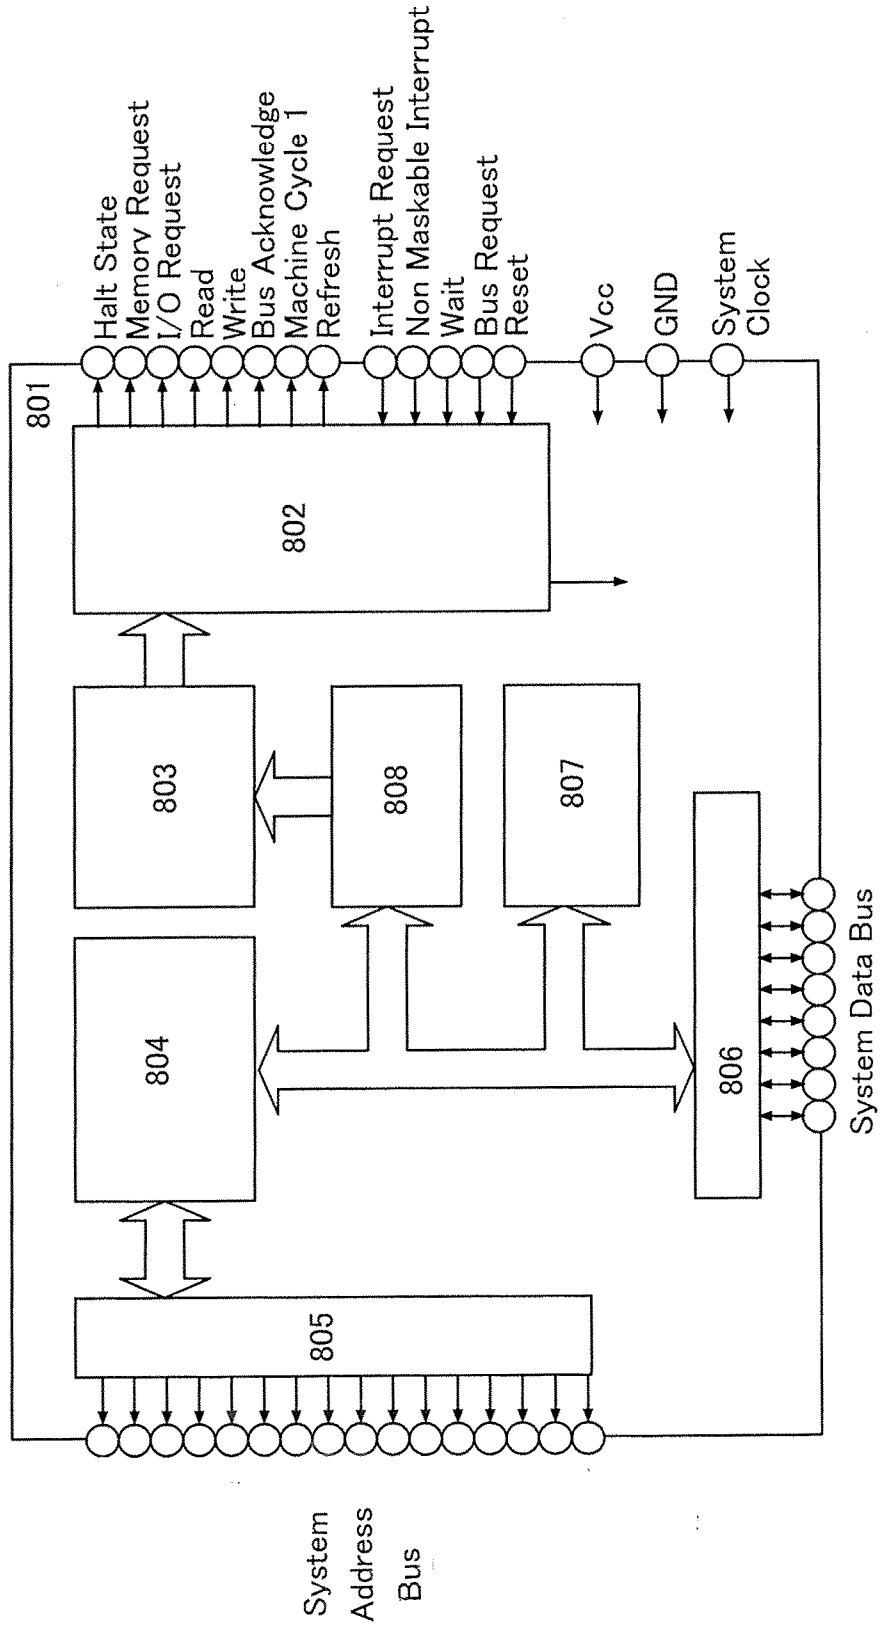 801
Halt State
Memory Request
I/O Request
Read
Write
Bus Acknowledge
Machine Cycle 1
Refresh
Interrupt Request
Non Maskable Interrupt
Wait
Bus Request
Reset
Vcc
GND
System
Clock
802
803
808
807
804
806
805
System Data Bus
System
Address
Bus